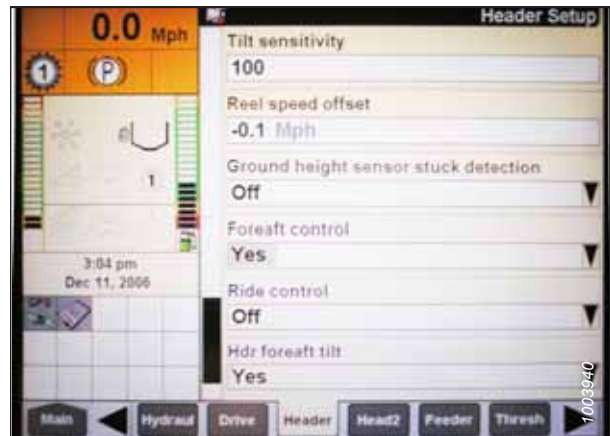 0.0 Mph
Header Setup
1
(P)
1
3:04 pm
Dec 11, 2006
Tilt sensitivity
100
Reel speed offset
-0.1 Mph
Ground height sensor stuck detection
Off
Foreaft control
Yes
Ride control
Off
Hdr foreaft tilt
Yes
Main
Hydraul
Drive
Header
Head2
Feeder
Thresh
1003940